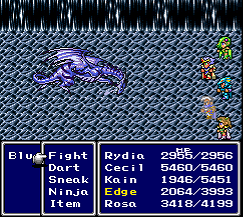 HP
Blu Fight Rydia 2955/2956
Dart Cecil 5460/5460
Sneak Kain 1946/5451
Ninja Edge 2064/3993
Item Rosa 3418/4199